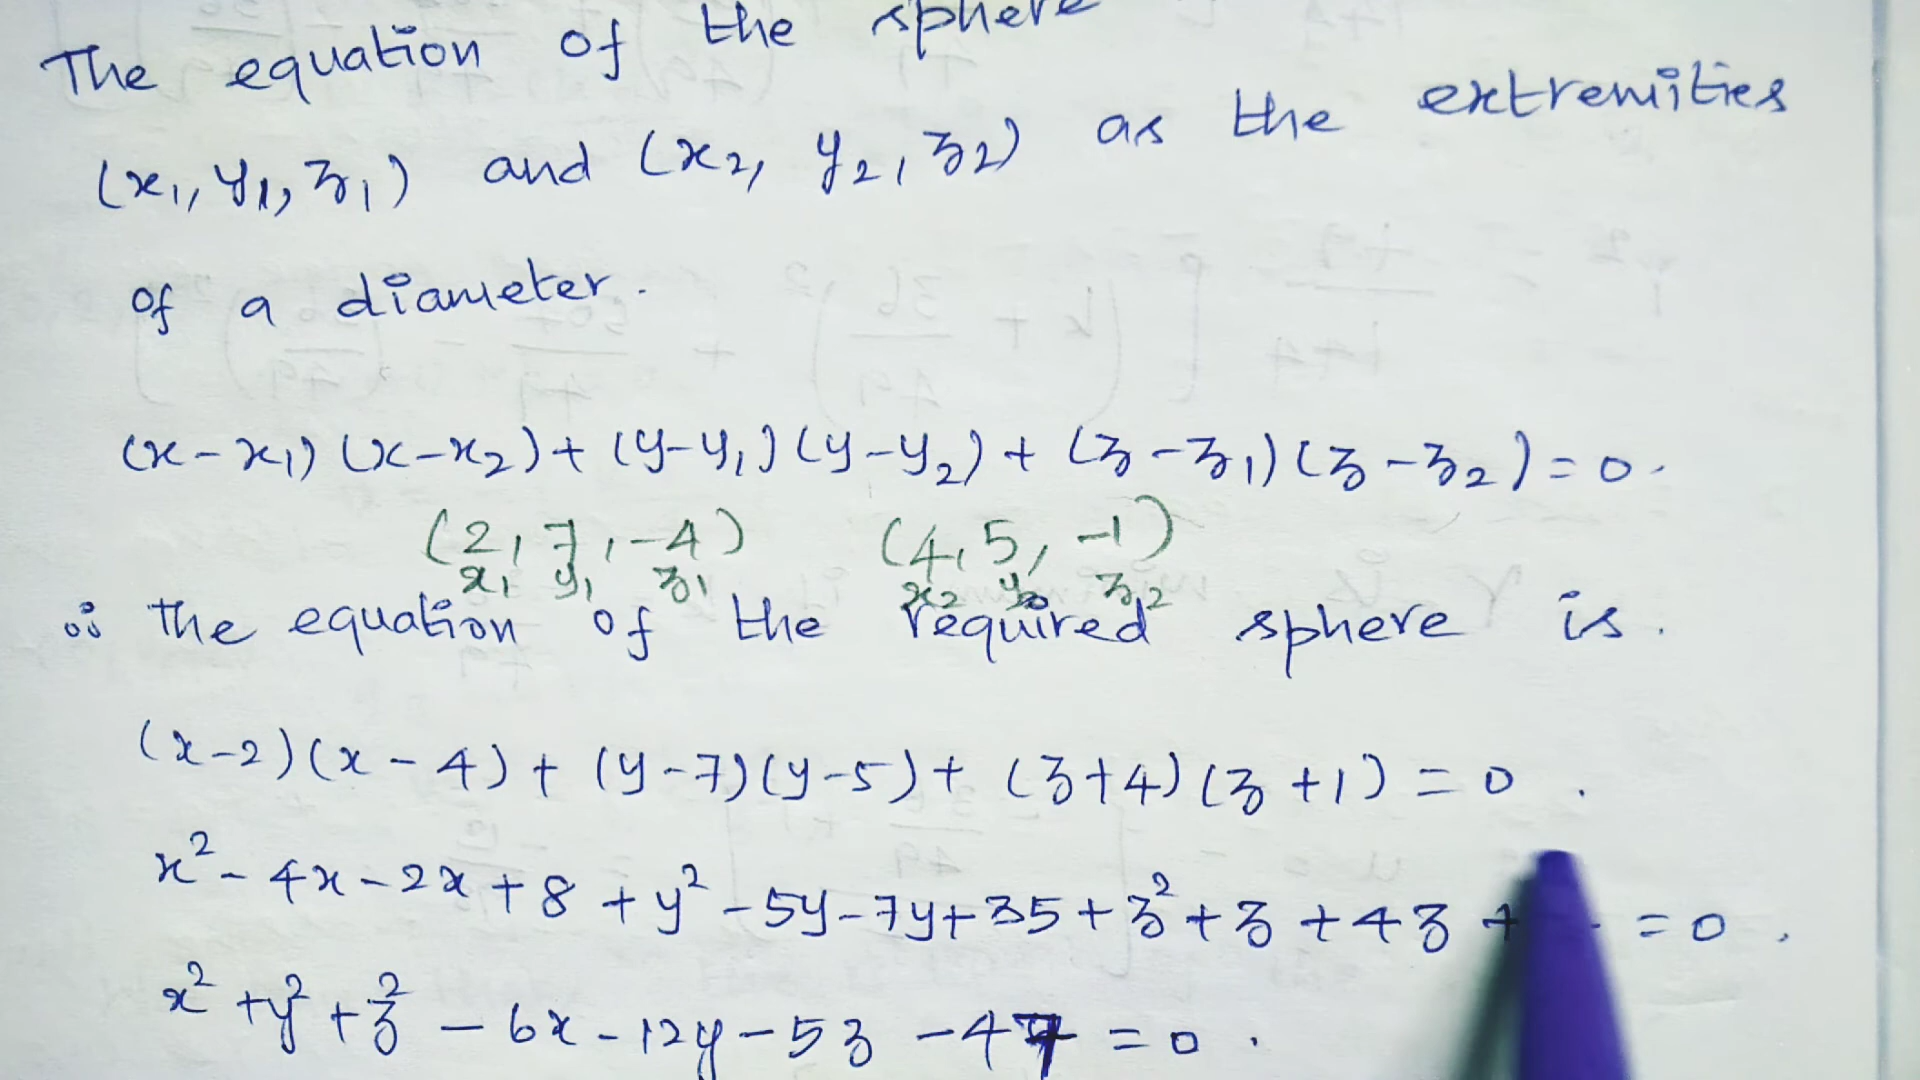 The equation of the sphere
(x₁, y₁, z₁) and (x₂, y₂, z₂) as the extremities
of a diameter.
(x-x₁)(x-x₂)+(y-y₁)(y-y₂)+(z-z₁)(z-z₂)=0.
(2, 7, -4) (4, 5, -1)
x₁ y₁ z₁ x₂ y₂ z₂
∴ The equation of the required sphere is.
(x-2)(x-4)+(y-7)(y-5)+(z+4)(z+1)=0.
x²-4x-2x+8+y²-5y-7y+35+z²+z+4z+ =0.
x²+y²+z²-6x-12y-5z-47=0.